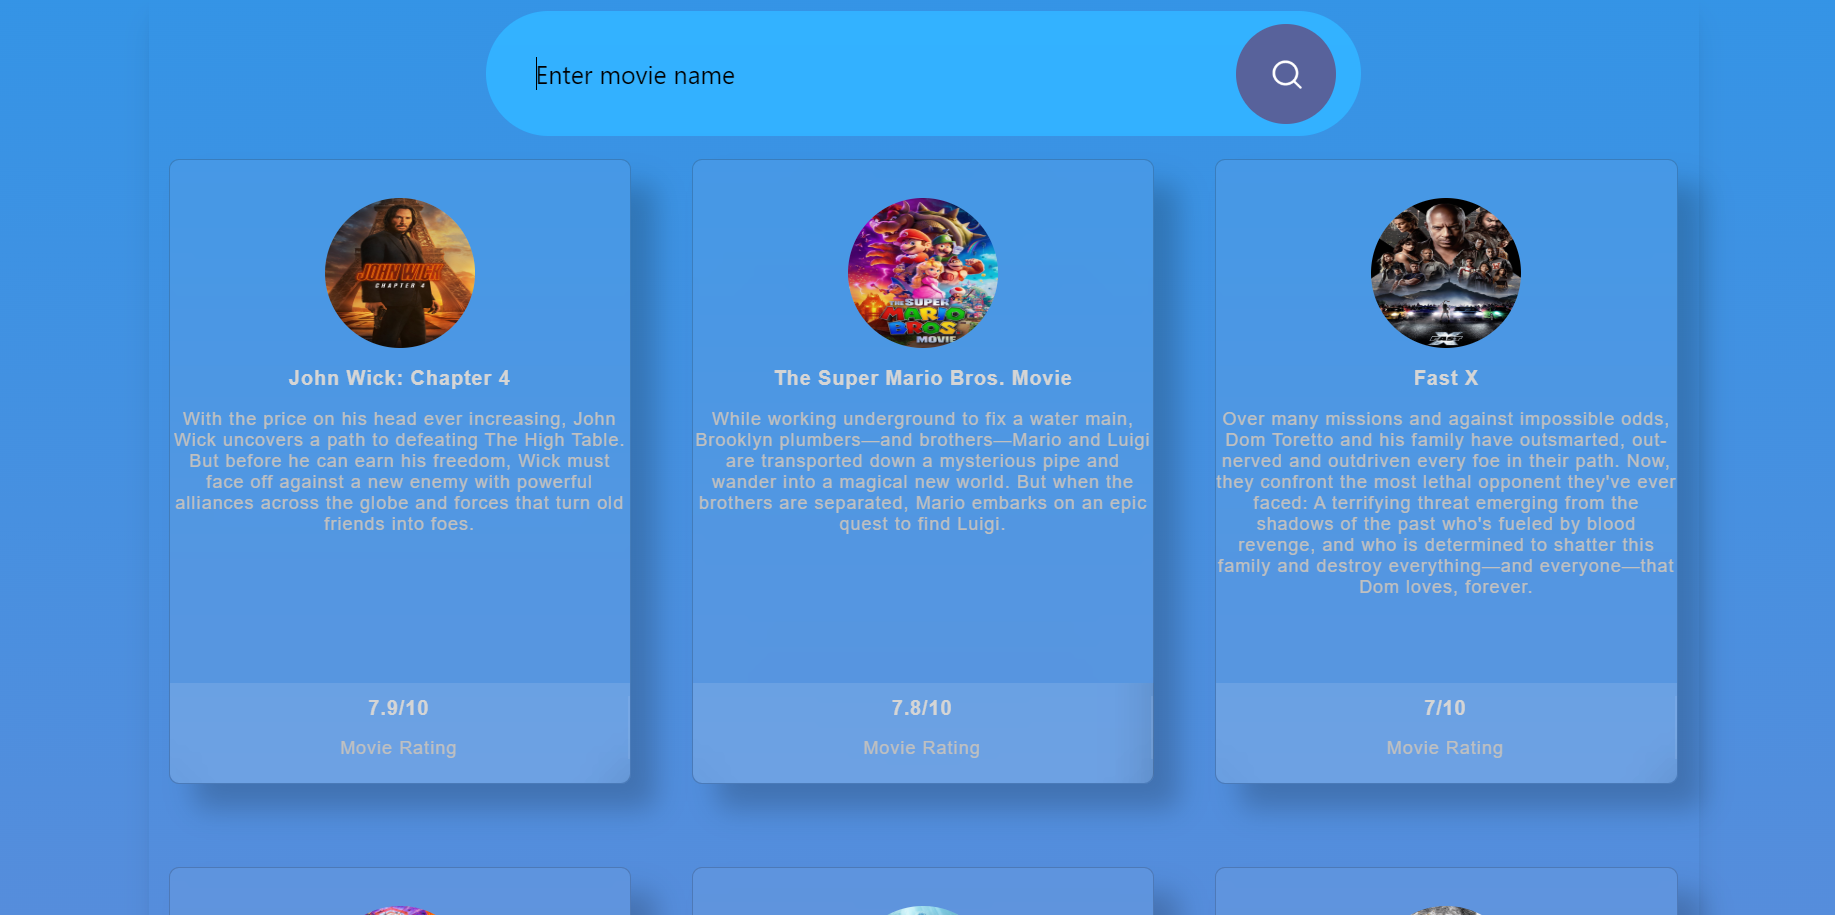 Enter movie name
JOHN WICK
CHAPTER 4
THE SUPER
MARIO
BROS.
MOVIE
John Wick: Chapter 4
With the price on his head ever increasing, John
Wick uncovers a path to defeating The High Table.
But before he can earn his freedom, Wick must
face off against a new enemy with powerful
alliances across the globe and forces that turn old
friends into foes.
7.9/10
Movie Rating
The Super Mario Bros. Movie
While working underground to fix a water main,
Brooklyn plumbers—and brothers—Mario and Luigi
are transported down a mysterious pipe and
wander into a magical new world. But when the
brothers are separated, Mario embarks on an epic
quest to find Luigi.
7.8/10
Movie Rating
Fast X
Over many missions and against impossible odds,
Dom Toretto and his family have outsmarted, out-
nerved and outdriven every foe in their path. Now,
they confront the most lethal opponent they've ever
faced: A terrifying threat emerging from the
shadows of the past who's fueled by blood
revenge, and who is determined to shatter this
family and destroy everything—and everyone—that
Dom loves, forever.
7/10
Movie Rating